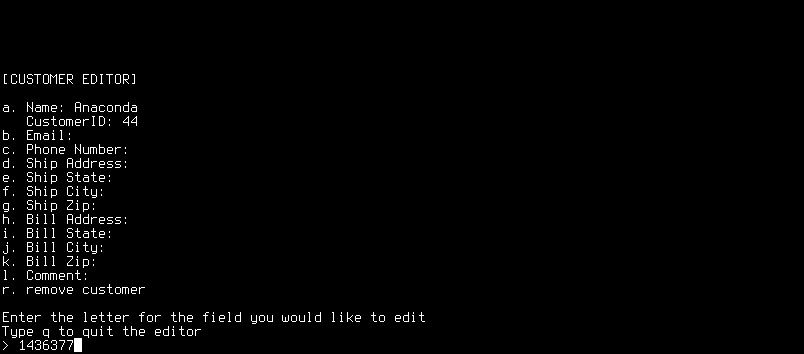 [CUSTOMER EDITOR]
a. Name: Anaconda
CustomerID: 44
b. Email:
c. Phone Number:
d. Ship Address:
e. Ship State:
f. Ship City:
g. Ship Zip:
h. Bill Address:
i. Bill State:
j. Bill City:
k. Bill Zip:
l. Comment:
r. remove customer
Enter the letter for the field you would like to edit
Type q to quit the editor
> 1436377